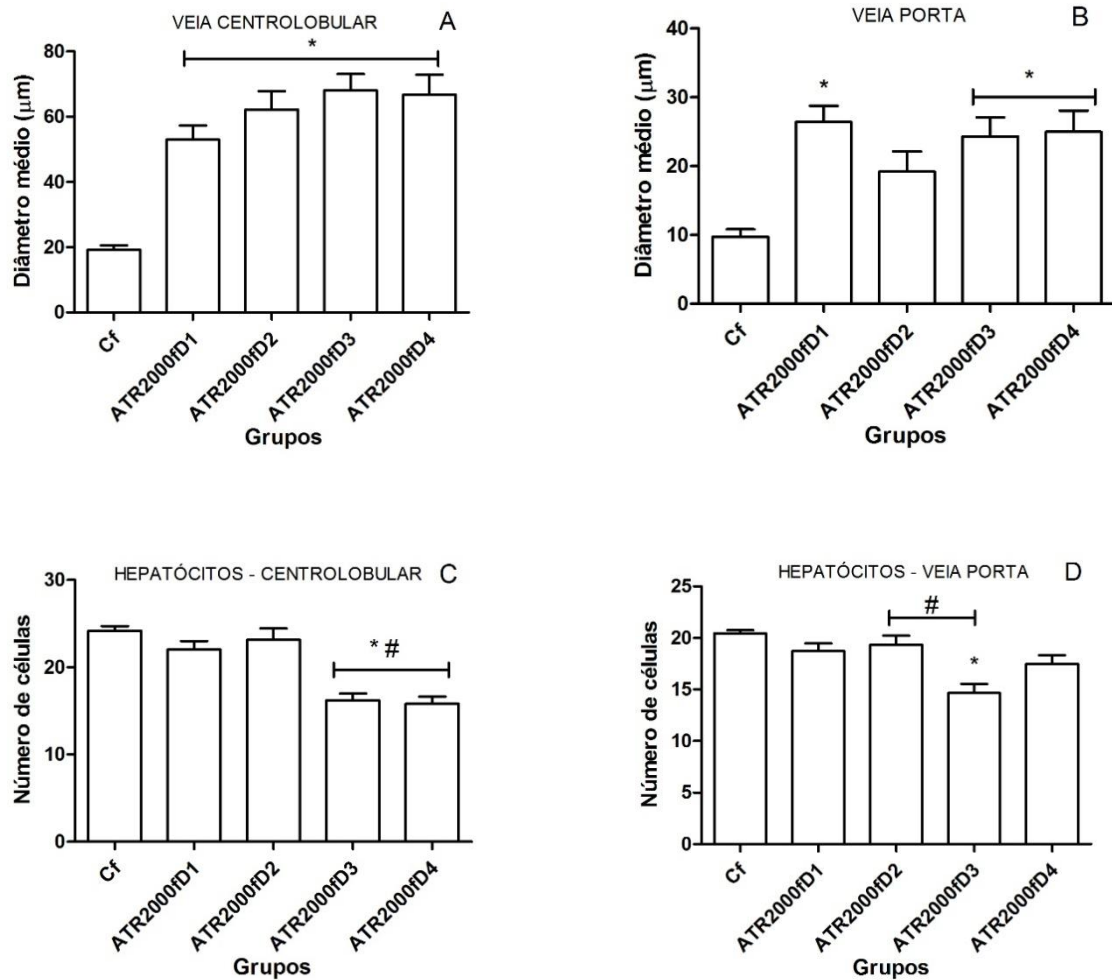 VEIA CENTROLOBULAR
A
*
Diâmetro médio (μm)
80
60
40
20
0
Cf
ATR2000fD1
ATR2000fD2
ATR2000fD3
ATR2000fD4
Grupos
VEIA PORTA
B
*
*
Diâmetro médio (μm)
40
30
20
10
0
Cf
ATR2000fD1
ATR2000fD2
ATR2000fD3
ATR2000fD4
Grupos
HEPATÓCITOS - CENTROLOBULAR
C
* #
Número de células
30
20
10
0
Cf
ATR2000fD1
ATR2000fD2
ATR2000fD3
ATR2000fD4
Grupos
HEPATÓCITOS - VEIA PORTA
D
#
*
Número de células
25
20
15
10
5
0
Cf
ATR2000fD1
ATR2000fD2
ATR2000fD3
ATR2000fD4
Grupos